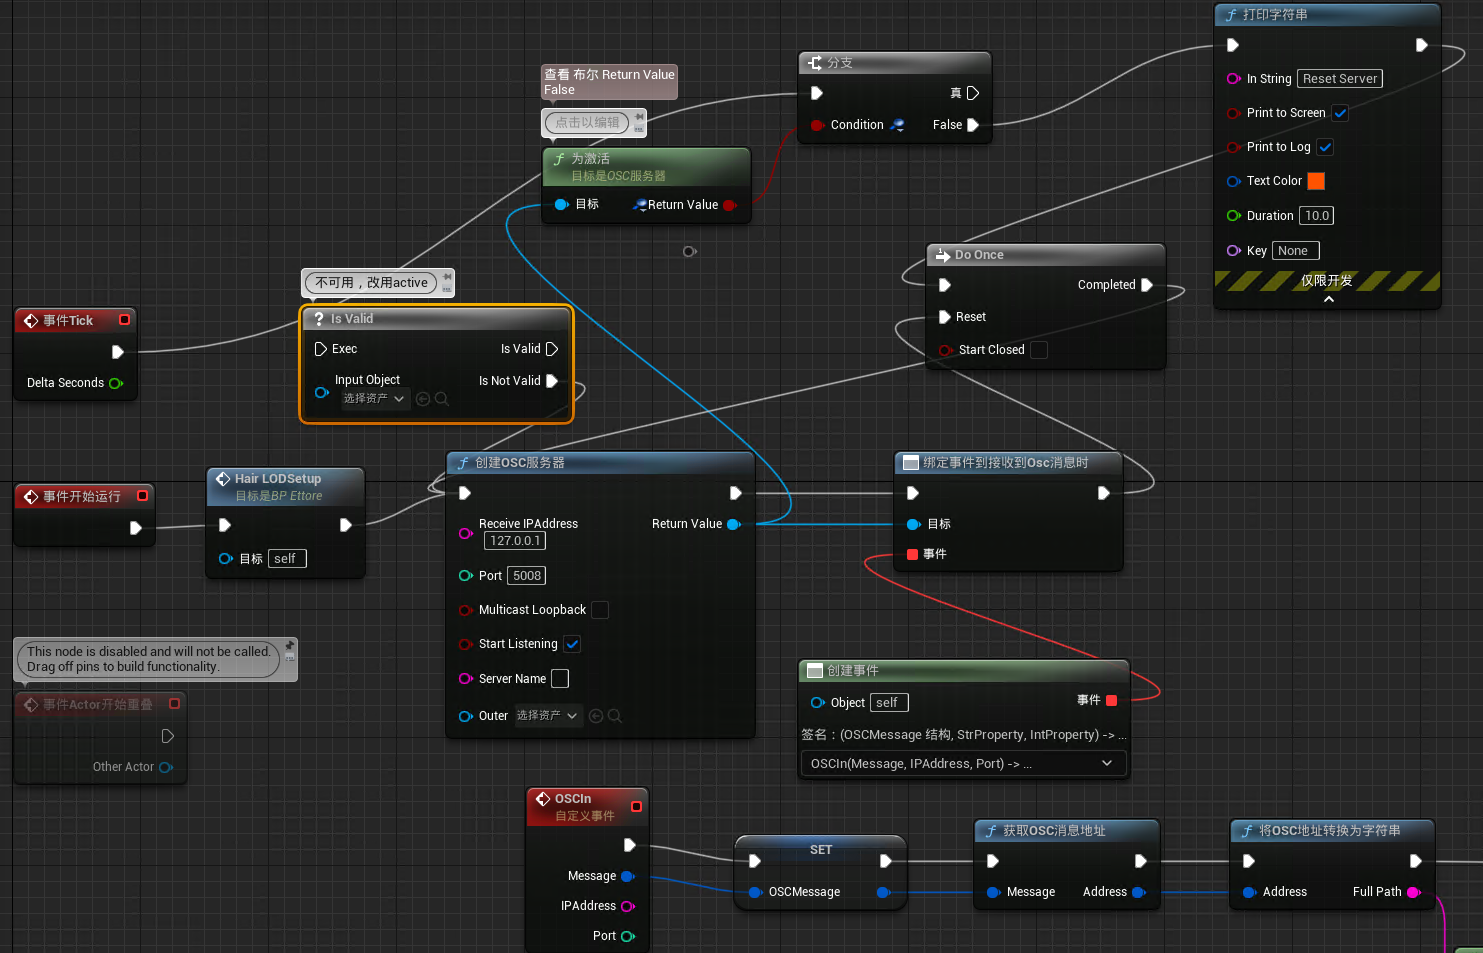 打印字符串
In String
Reset Server
Print to Screen
Print to Log
Text Color
Duration
10.0
Key
None
仅限开发
分支
真
Condition
False
查看 布尔 Return Value
False
点击以编辑
为激活
目标是OSC服务器
目标
Return Value
Do Once
Completed
Reset
Start Closed
不可用，改用active
Is Valid
Exec
Is Valid
Input Object
选择资产
Is Not Valid
事件Tick
Delta Seconds
事件开始运行
Hair LODSetup
目标是BP Ettore
目标
self
创建OSC服务器
Receive IPAddress
127.0.0.1
Return Value
Port
5008
Multicast Loopback
Start Listening
Server Name
Outer
选择资产
绑定事件到接收到Osc消息时
目标
事件
This node is disabled and will not be called.
Drag off pins to build functionality.
事件Actor开始重叠
Other Actor
创建事件
Object
self
事件
签名：(OSCMessage 结构, StrProperty, IntProperty) -> ...
OSCIn(Message, IPAddress, Port) -> ...
OSCIn
自定义事件
Message
IPAddress
Port
SET
OSCMessage
获取OSC消息地址
Message
Address
将OSC地址转换为字符串
Address
Full Path